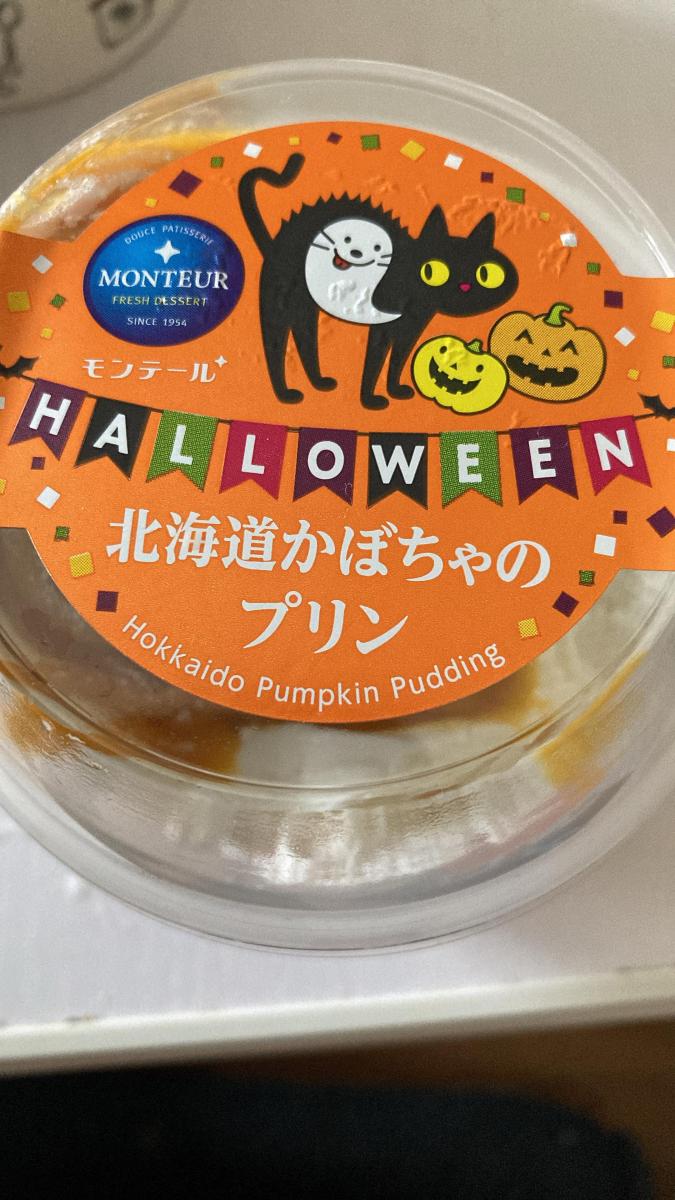 DOUCE PATISSERIE
MONTEUR
FRESH DESSERT
SINCE 1954
モンテール
HALLOWEEN
北海道かぼちゃの
プリン
Hokkaido Pumpkin Pudding